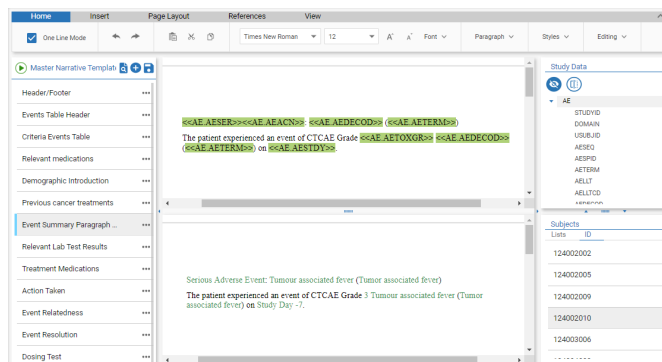 Home Insert Page Layout References View
One Line Mode Times New Roman 12 A A Font Paragraph Styles Editing
Master Narrative Templat
Header/Footer
Events Table Header
Criteria Events Table
Relevant medications
Demographic Introduction
Previous cancer treatments
Event Summary Paragraph ...
Relevant Lab Test Results
Treatment Medications
Action Taken
Event Relatedness
Event Resolution
Dosing Test
<<AE.AESER>><<AE.AEACN>>: <<AE.AEDECOD>> (<<AE.AETERM>>)
The patient experienced an event of CTCAE Grade <<AE.AETOXGR>> <<AE.AEDECOD>>
(<<AE.AETERM>>) on <<AE.AESTDY>>.
Serious Adverse Event: Tumour associated fever (Tumor associated fever)
The patient experienced an event of CTCAE Grade 3 Tumour associated fever (Tumor
associated fever) on Study Day -7.
Study Data
AE
STUDYID
DOMAIN
USUBJID
AESEQ
AESPID
AETERM
AELLT
AELLTCD
AEDECOD
Subjects
Lists ID
124002002
124002005
124002009
124002010
124003006